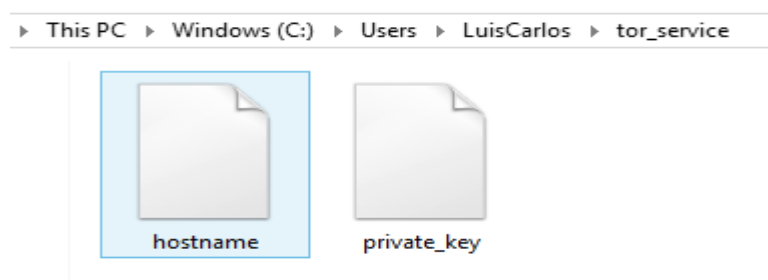 This PC Windows (C:) Users LuisCarlos tor_service
hostname private_key